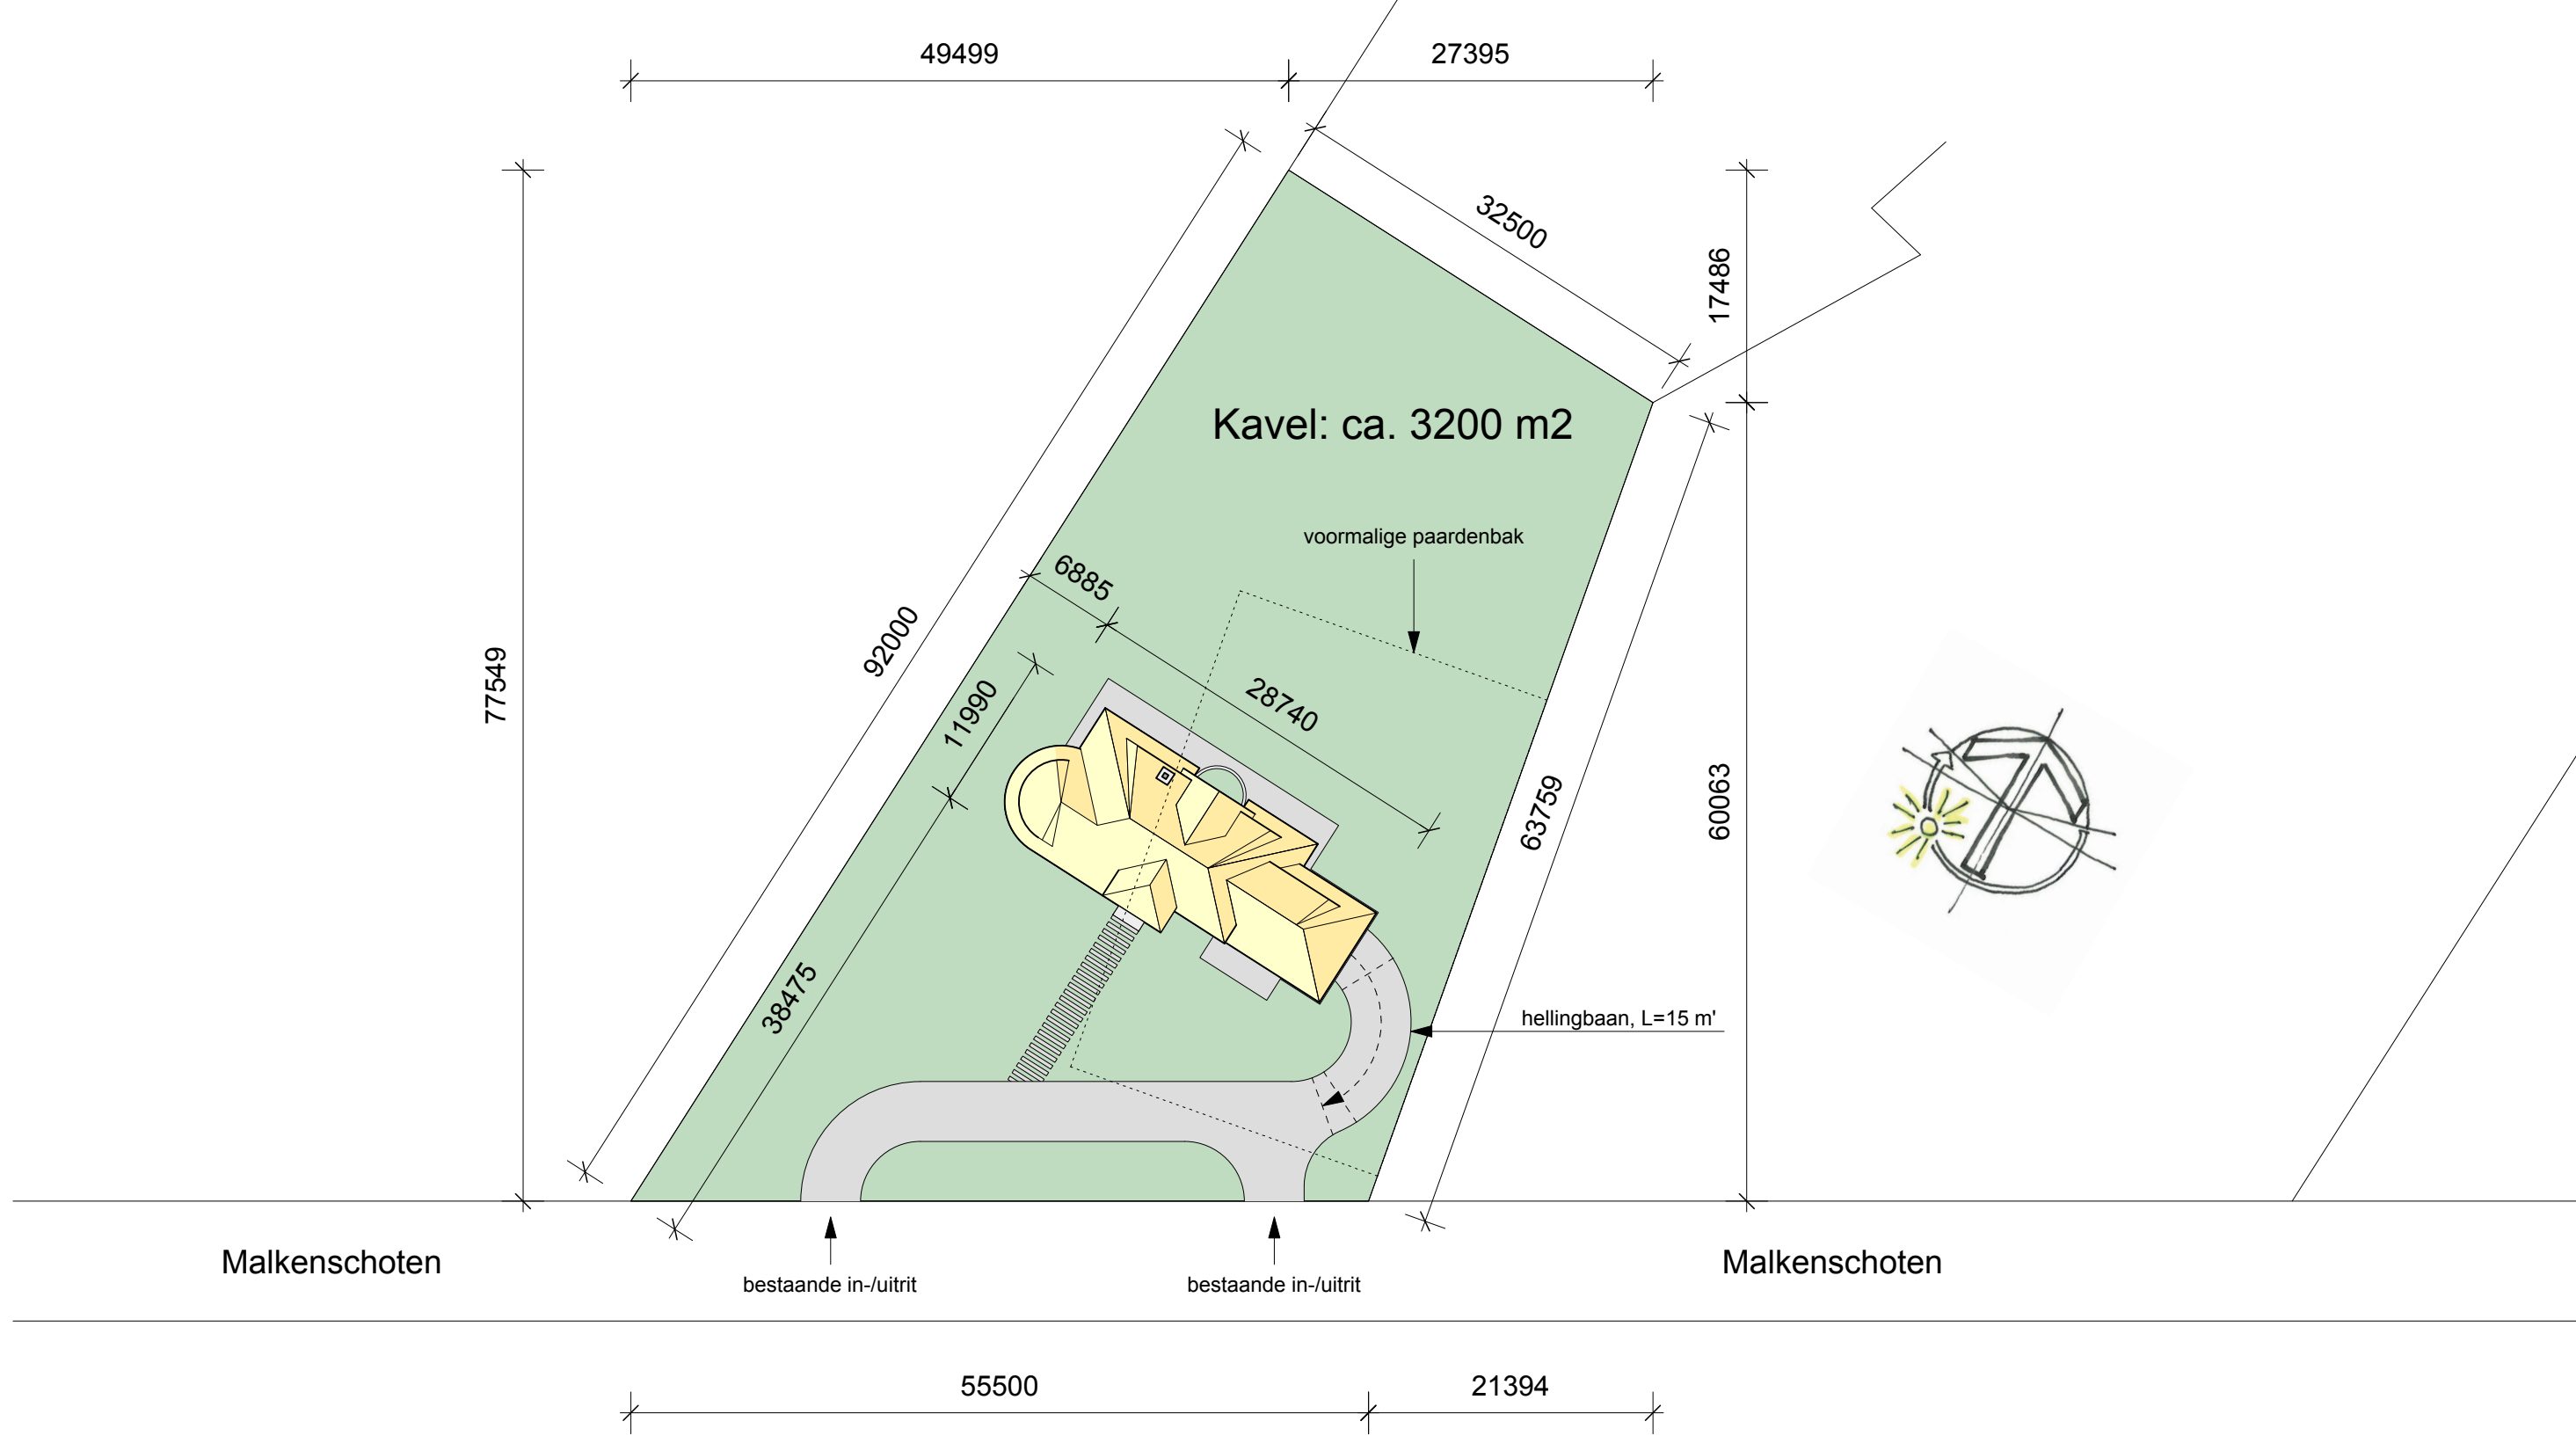 49499
27395
32500
17486
Kavel: ca. 3200 m2
voormalige paardenbak
6885
92000
77549
11990
28740
63759
60063
38475
hellingbaan, L=15 m'
Malkenschoten
Malkenschoten
bestaande in-/uitrit
bestaande in-/uitrit
55500
21394